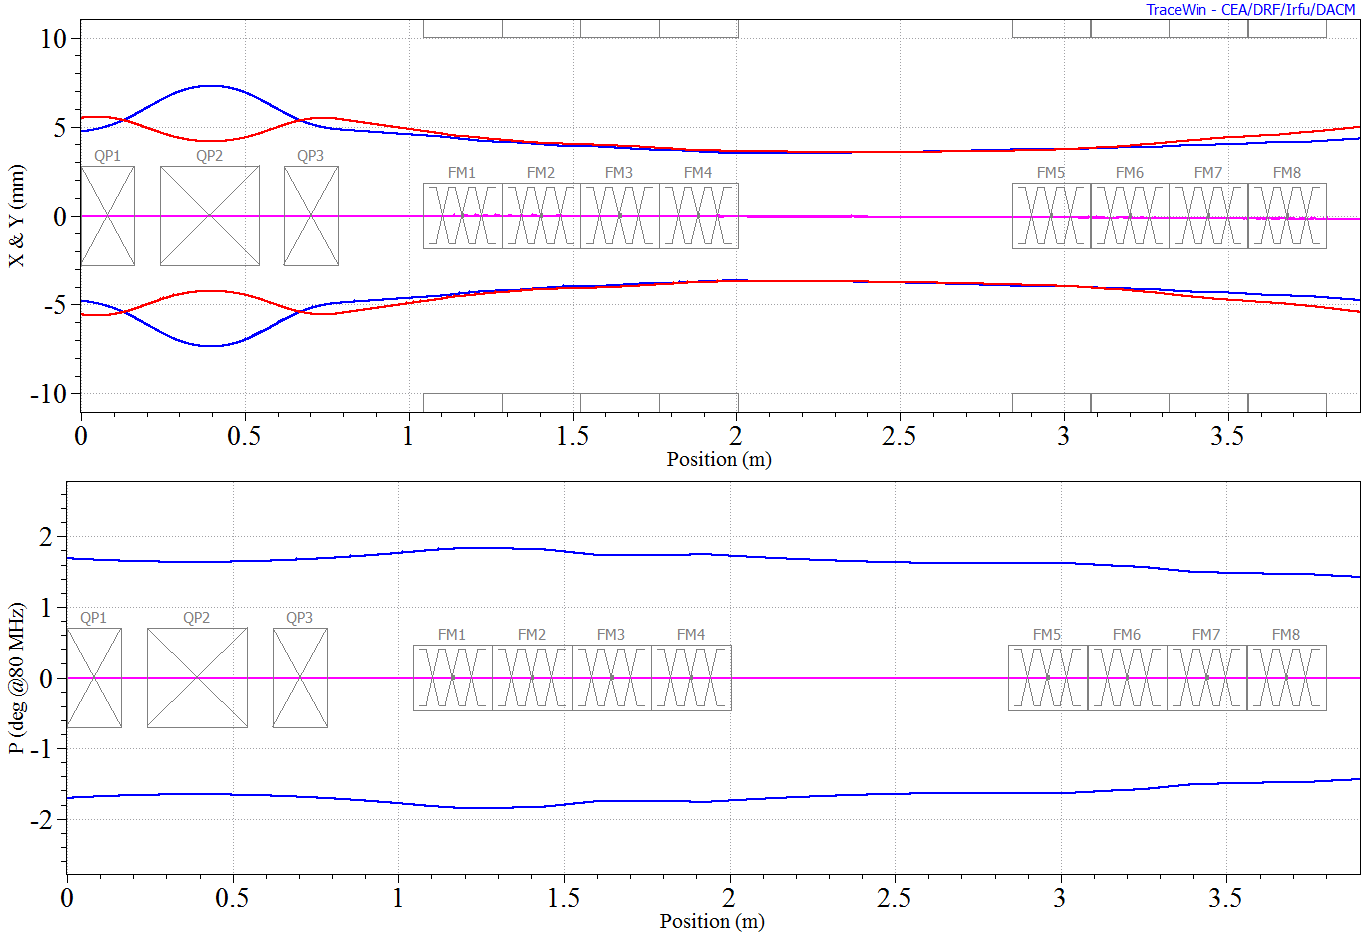 TraceWin - CEA/DRF/Irfu/DACM
X & Y (mm)
10
5
0
-5
-10
QP1 QP2 QP3 FM1 FM2 FM3 FM4 FM5 FM6 FM7 FM8
0 0.5 1 1.5 2 2.5 3 3.5
Position (m)
P (deg @80 MHz)
2
1
0
-1
-2
QP1 QP2 QP3 FM1 FM2 FM3 FM4 FM5 FM6 FM7 FM8
0 0.5 1 1.5 2 2.5 3 3.5
Position (m)